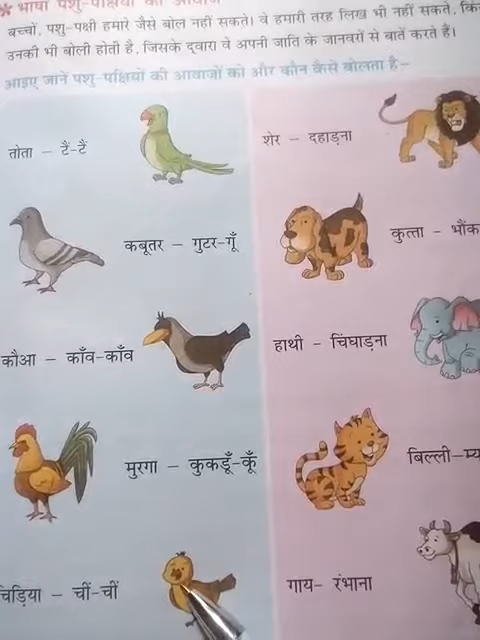 * भाषा पशु-पक्षियों की आवाज
बच्चों, पशु-पक्षी हमारे जैसे बोल नहीं सकते। वे हमारी तरह लिख भी नहीं सकते,
उनकी भी बोली होती है, जिसके द्वारा वे अपनी जाति के जानवरों से बातें करते हैं।
आइए जानें पशु-पक्षियों की आवाजों को और कौन कैसे बोलता है–
तोता – टैं-टैं
शेर – दहाड़ना
कबूतर – गुटर-गूँ
कुत्ता –
कौआ – काँव-काँव
हाथी – चिंघाड़ना
मुरगा – कुकडूँ-कूँ
बिल्ली–
चिड़िया – चीं-चीं
गाय– रंभाना